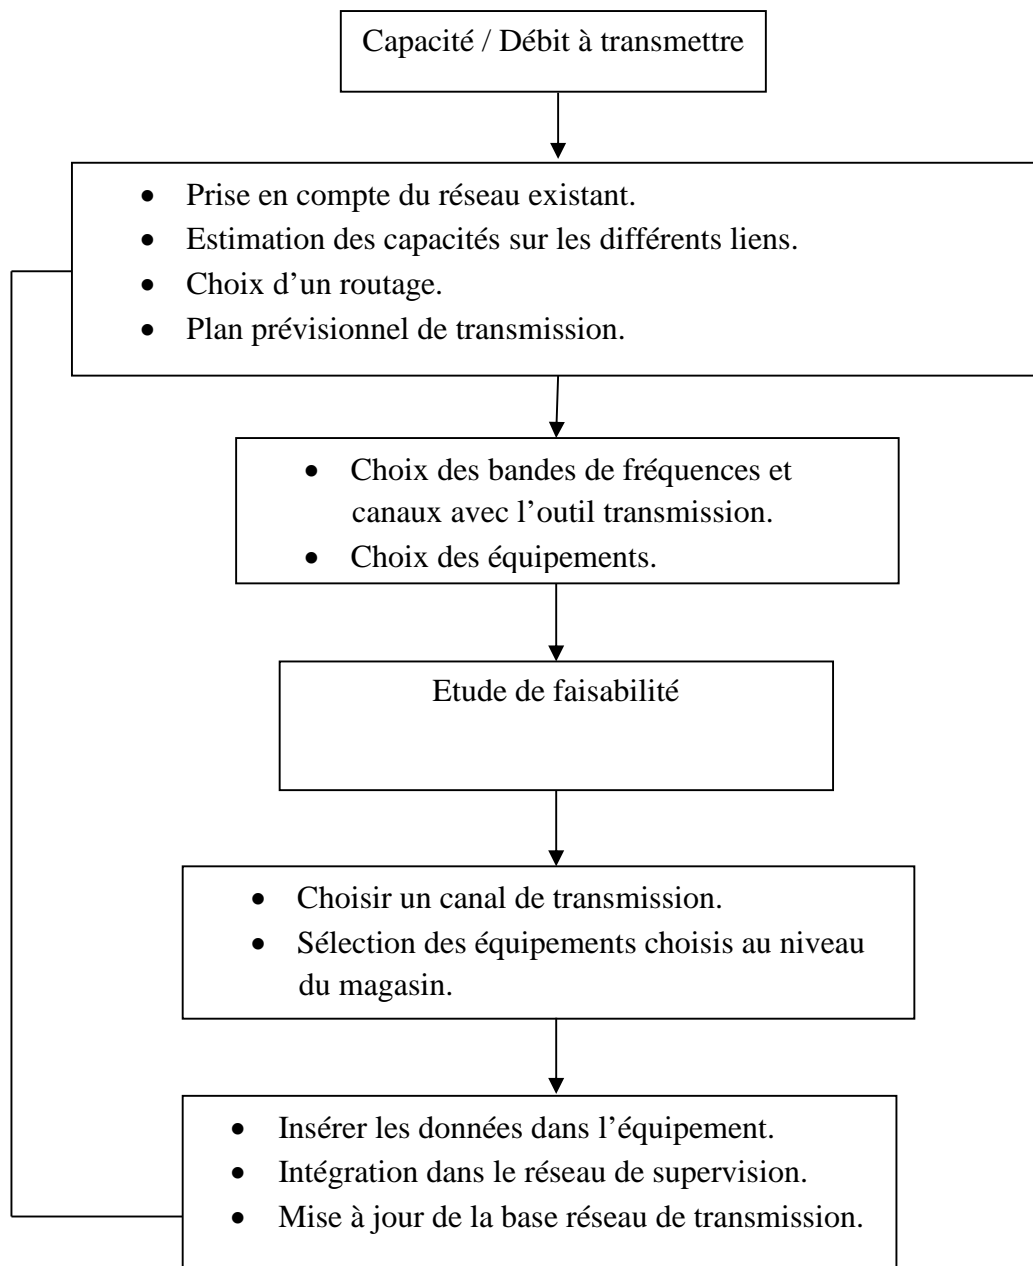 Capacité / Débit à transmettre
• Prise en compte du réseau existant.
• Estimation des capacités sur les différents liens.
• Choix d’un routage.
• Plan prévisionnel de transmission.
• Choix des bandes de fréquences et
canaux avec l’outil transmission.
• Choix des équipements.
Etude de faisabilité
• Choisir un canal de transmission.
• Sélection des équipements choisis au niveau
du magasin.
• Insérer les données dans l’équipement.
• Intégration dans le réseau de supervision.
• Mise à jour de la base réseau de transmission.